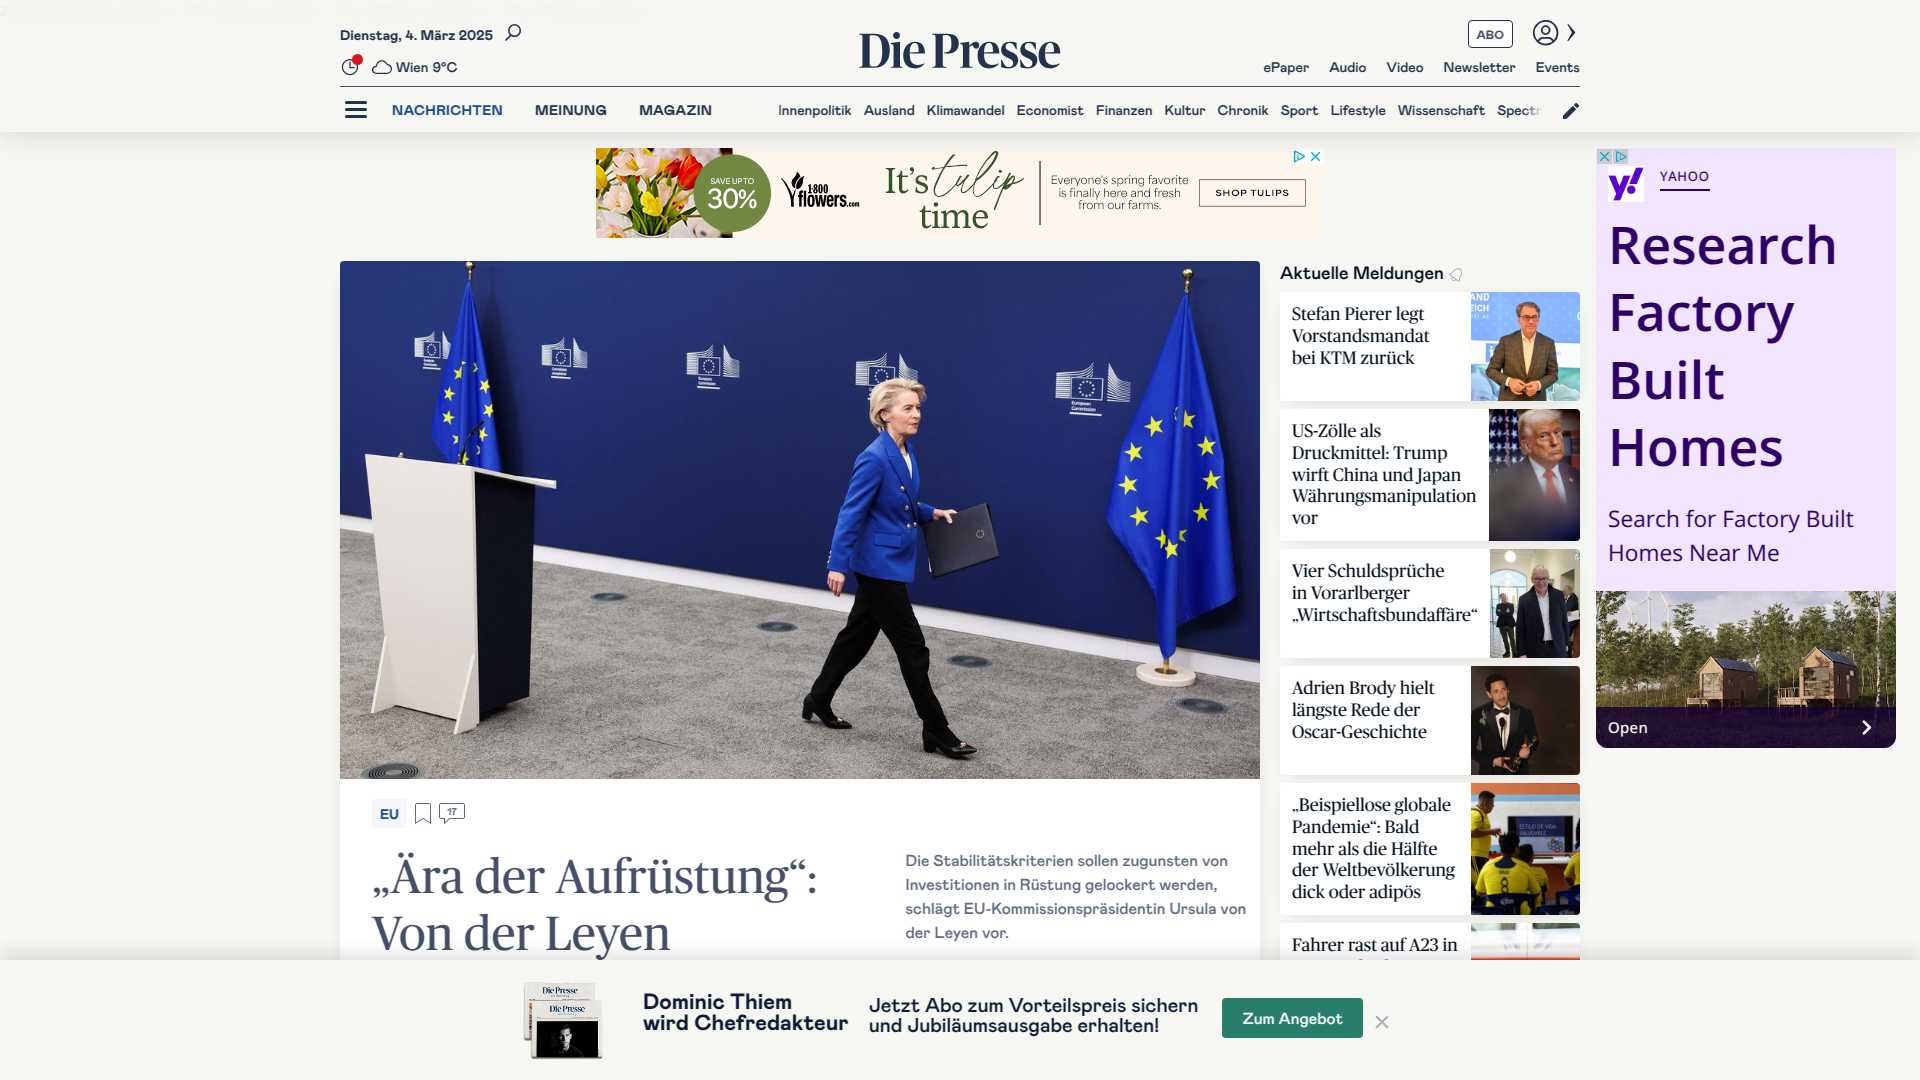 Dienstag, 4. März 2025
Wien 9°C
Die Presse
ABO
ePaper Audio Video Newsletter Events
NACHRICHTEN MEINUNG MAGAZIN
Innenpolitik Ausland Klimawandel Economist Finanzen Kultur Chronik Sport Lifestyle Wissenschaft Spectr
SAVE UP TO
30%
1-800
flowers.com
It's tulip
time
Everyone's spring favorite
is finally here and fresh
from our farms.
SHOP TULIPS
YAHOO
Research
Factory
Built
Homes
Search for Factory Built
Homes Near Me
Open
European
Commission
EU
17
„Ära der Aufrüstung“:
Von der Leyen
Die Stabilitätskriterien sollen zugunsten von
Investitionen in Rüstung gelockert werden,
schlägt EU-Kommissionspräsidentin Ursula von
der Leyen vor.
Aktuelle Meldungen
Stefan Pierer legt
Vorstandsmandat
bei KTM zurück
US-Zölle als
Druckmittel: Trump
wirft China und Japan
Währungsmanipulation
vor
Vier Schuldsprüche
in Vorarlberger
„Wirtschaftsbundaffäre“
Adrien Brody hielt
längste Rede der
Oscar-Geschichte
„Beispiellose globale
Pandemie“: Bald
mehr als die Hälfte
der Weltbevölkerung
dick oder adipös
Fahrer rast auf A23 in
Die Presse
Die Presse
Dominic Thiem
wird Chefredakteur
Jetzt Abo zum Vorteilspreis sichern
und Jubiläumsausgabe erhalten!
Zum Angebot